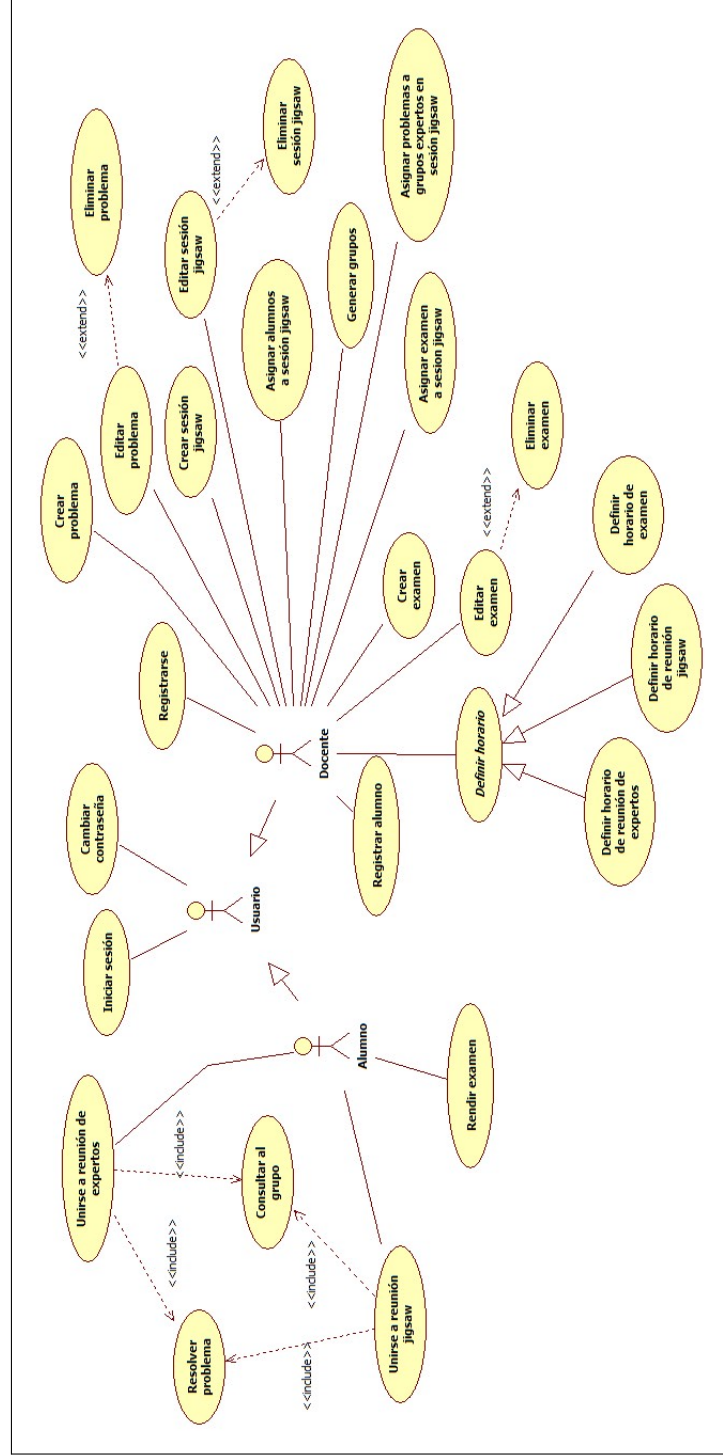 Unirse a reunión de
expertos
Iniciar sesión
Cambiar
contraseña
Registrarse
Crear
problema
Editar
problema
<<extend>>
Eliminar
problema
<<include>>
<<include>>
Resolver
problema
Consultar al
grupo
Usuario
Crear sesión
jigsaw
Editar sesión
jigsaw
<<extend>>
Eliminar
sesión jigsaw
<<include>>
<<include>>
Alumno
Docente
Asignar alumnos
a sesión jigsaw
Generar grupos
Unirse a reunión
jigsaw
Rendir examen
Registrar alumno
Crear
examen
Asignar examen
a sesion jigsaw
Asignar problemas a
grupos expertos en
sesión jigsaw
Definir horario
Editar
examen
<<extend>>
Eliminar
examen
Definir horario
de reunión de
expertos
Definir horario
de reunión
jigsaw
Definir
horario de
examen